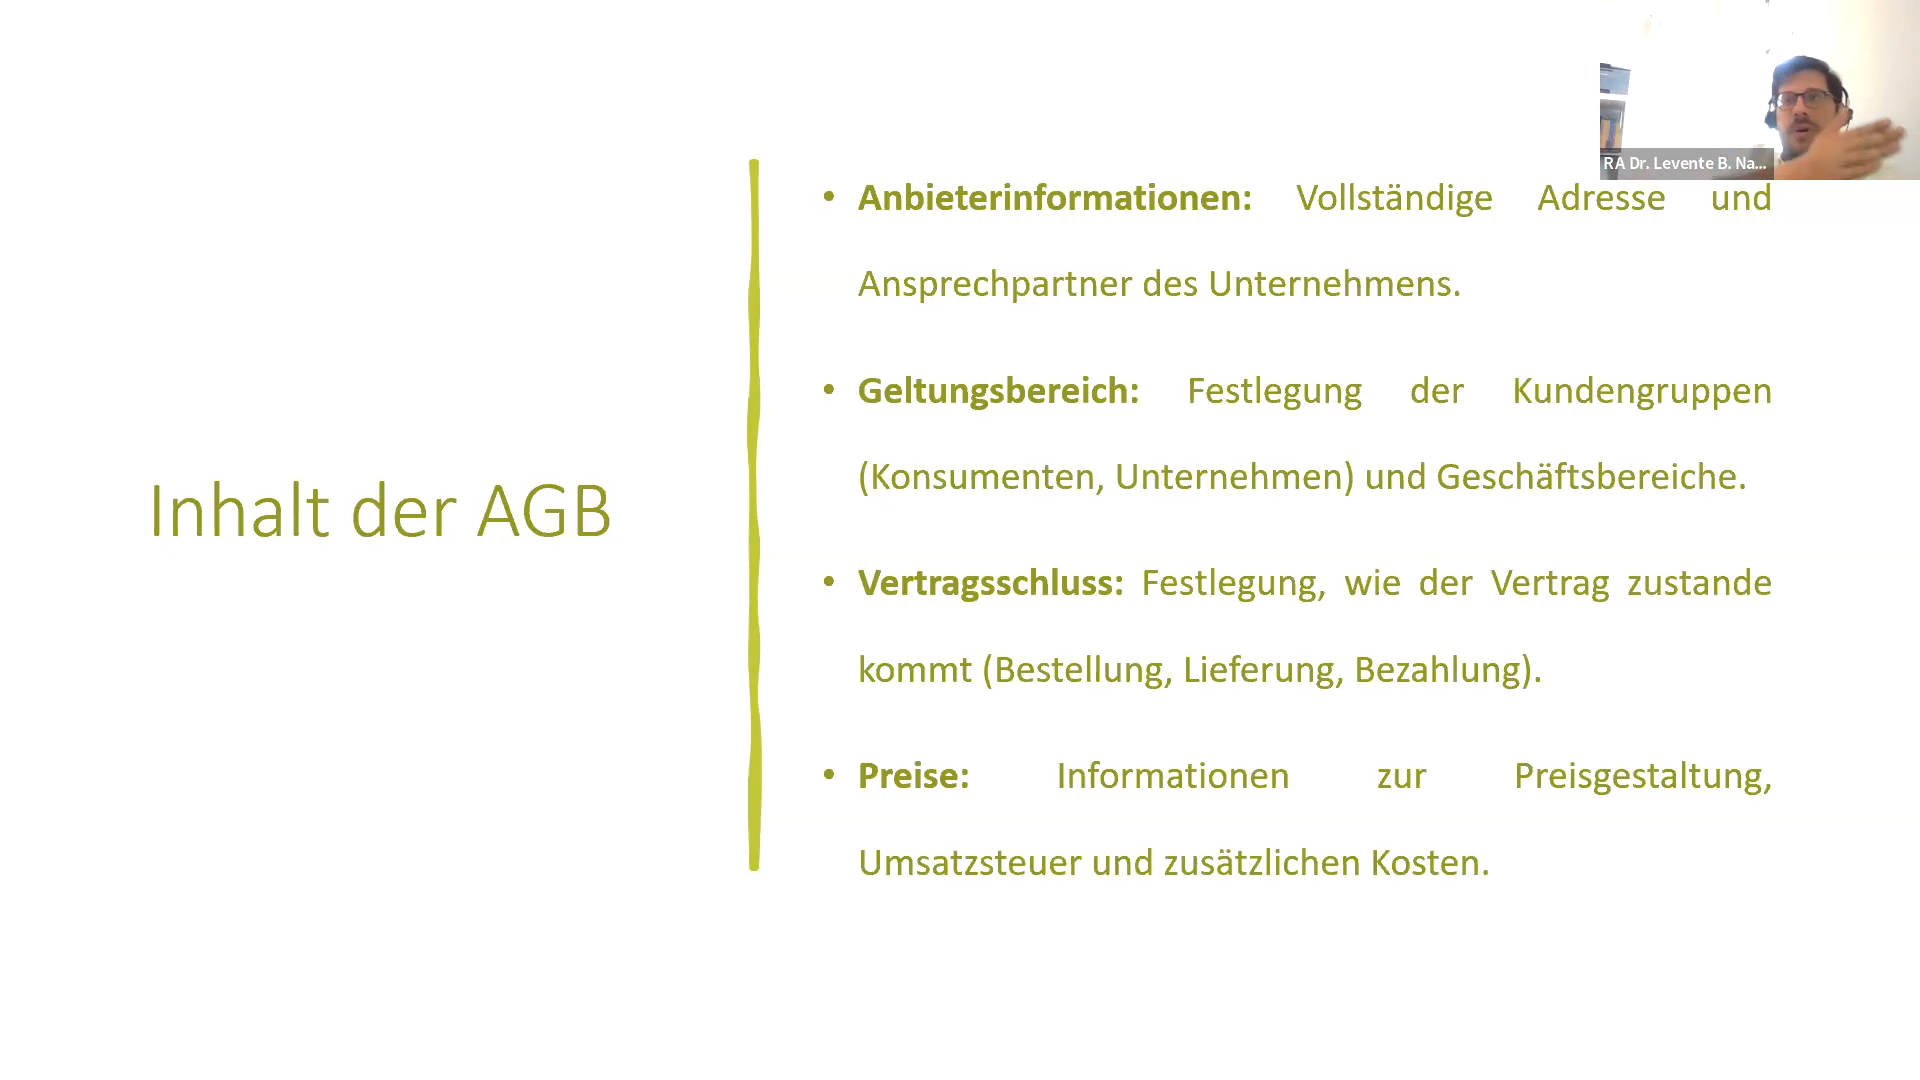 RA Dr. Levente B. Na...
Inhalt der AGB
• Anbieterinformationen: Vollständige Adresse und
Ansprechpartner des Unternehmens.
• Geltungsbereich: Festlegung der Kundengruppen
(Konsumenten, Unternehmen) und Geschäftsbereiche.
• Vertragsschluss: Festlegung, wie der Vertrag zustande
kommt (Bestellung, Lieferung, Bezahlung).
• Preise: Informationen zur Preisgestaltung,
Umsatzsteuer und zusätzlichen Kosten.